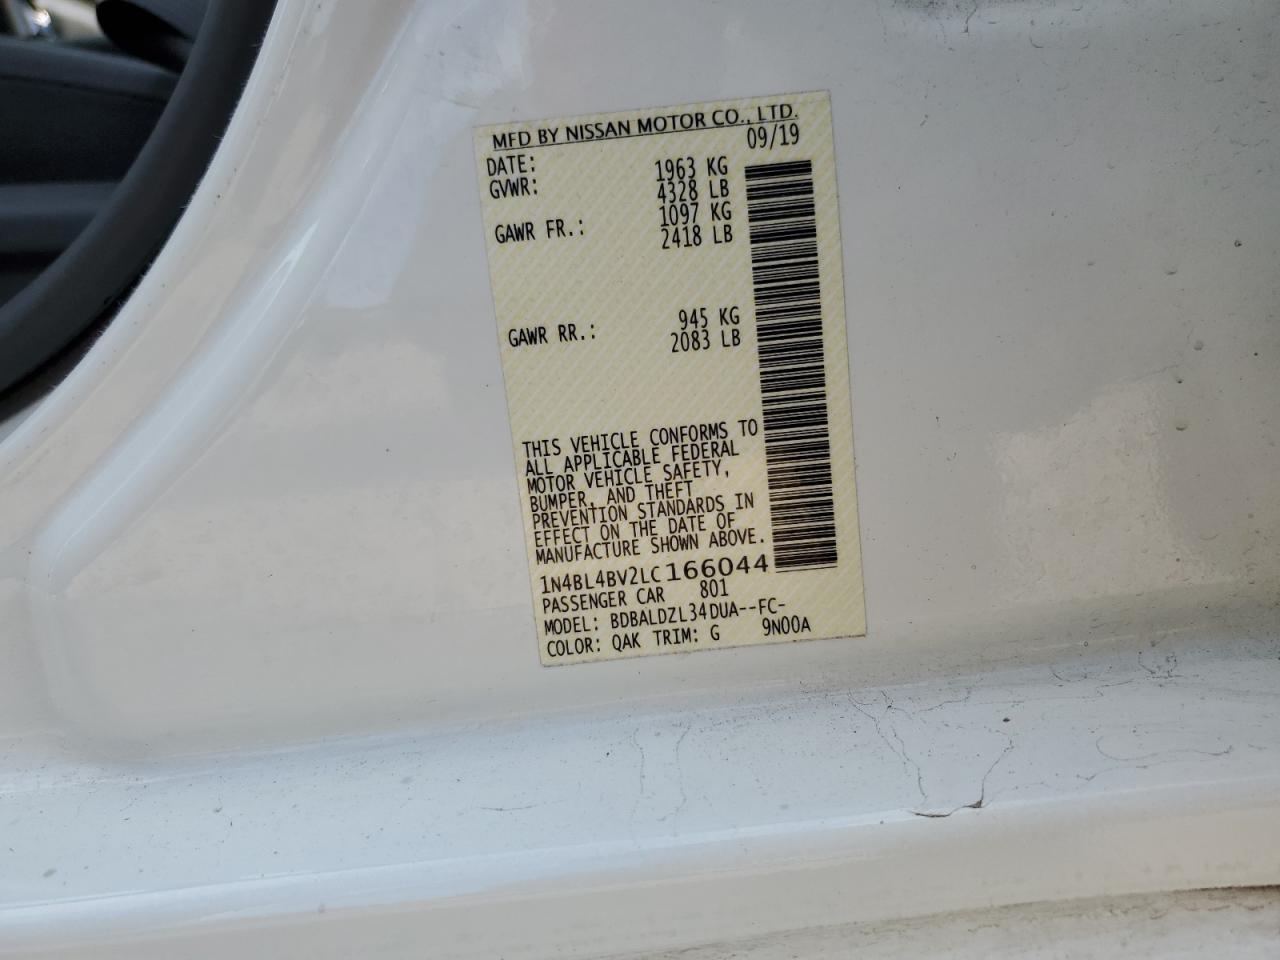 MFD BY NISSAN MOTOR CO., LTD.
DATE: 09/19
GVWR: 1963 KG
4328 LB
GAWR FR.: 1097 KG
2418 LB
GAWR RR.: 945 KG
2083 LB
THIS VEHICLE CONFORMS TO
ALL APPLICABLE FEDERAL
MOTOR VEHICLE SAFETY,
BUMPER, AND THEFT
PREVENTION STANDARDS IN
EFFECT ON THE DATE OF
MANUFACTURE SHOWN ABOVE.
1N4BL4BV2LC166044
PASSENGER CAR 801
MODEL: BDBALDZL34DUA--FC-
COLOR: QAK TRIM: G 9N00A